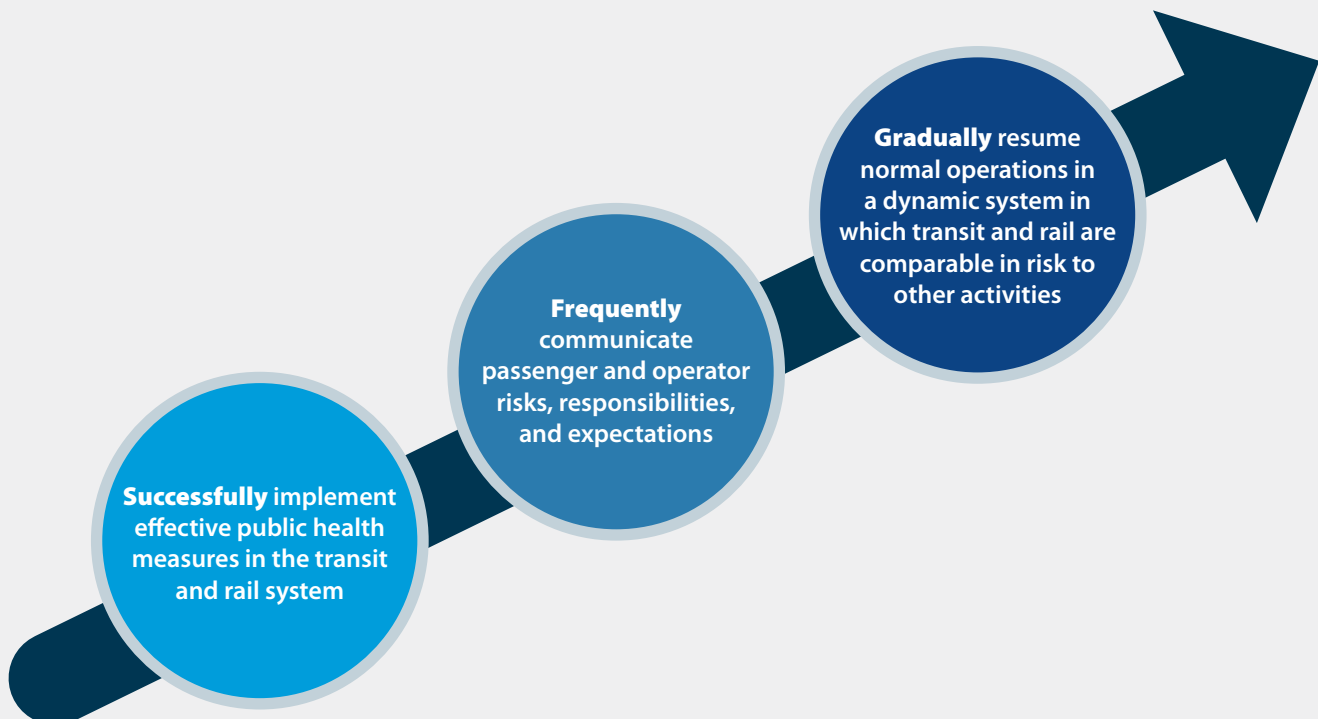 Successfully implement
effective public health
measures in the transit
and rail system
Frequently
communicate
passenger and operator
risks, responsibilities,
and expectations
Gradually resume
normal operations in
a dynamic system in
which transit and rail are
comparable in risk to
other activities